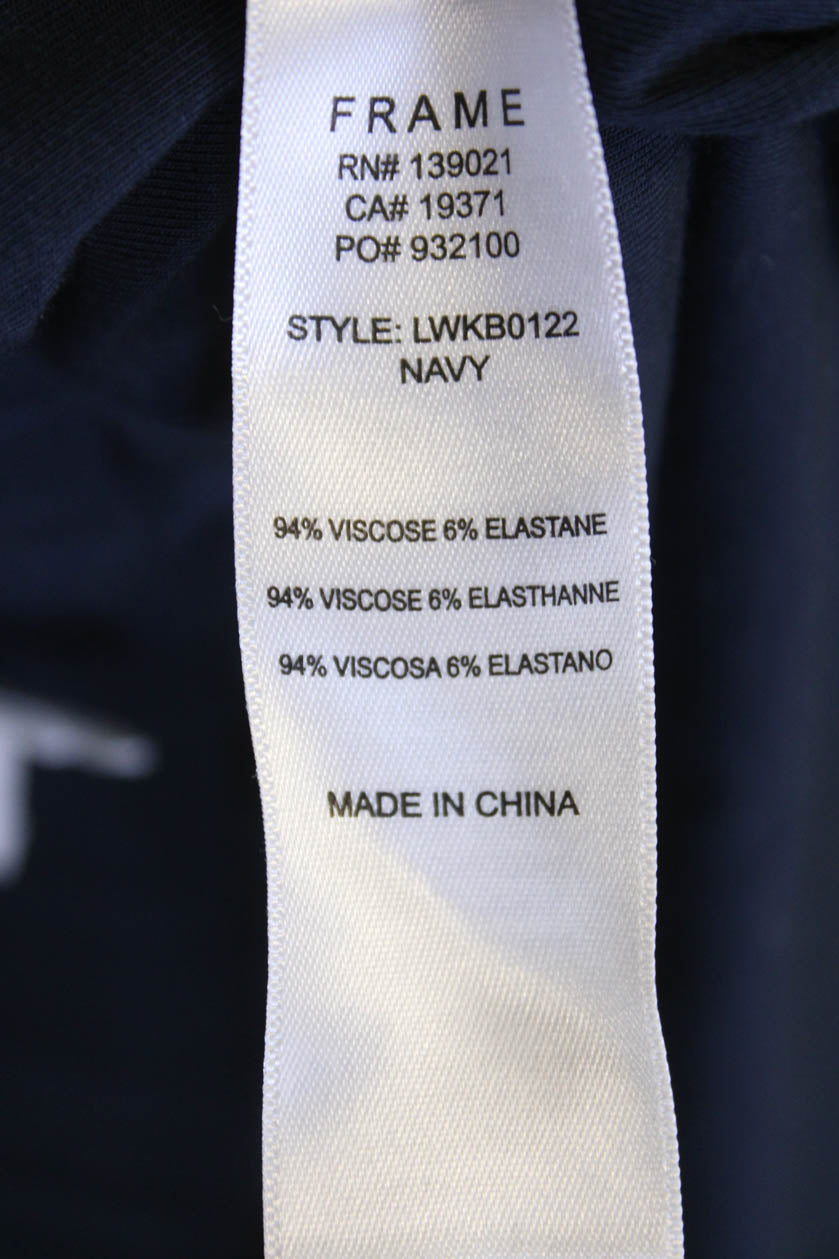 FRAME
RN# 139021
CA# 19371
PO# 932100
STYLE: LWKB0122
NAVY
94% VISCOSE 6% ELASTANE
94% VISCOSE 6% ELASTHANNE
94% VISCOSA 6% ELASTANO
MADE IN CHINA